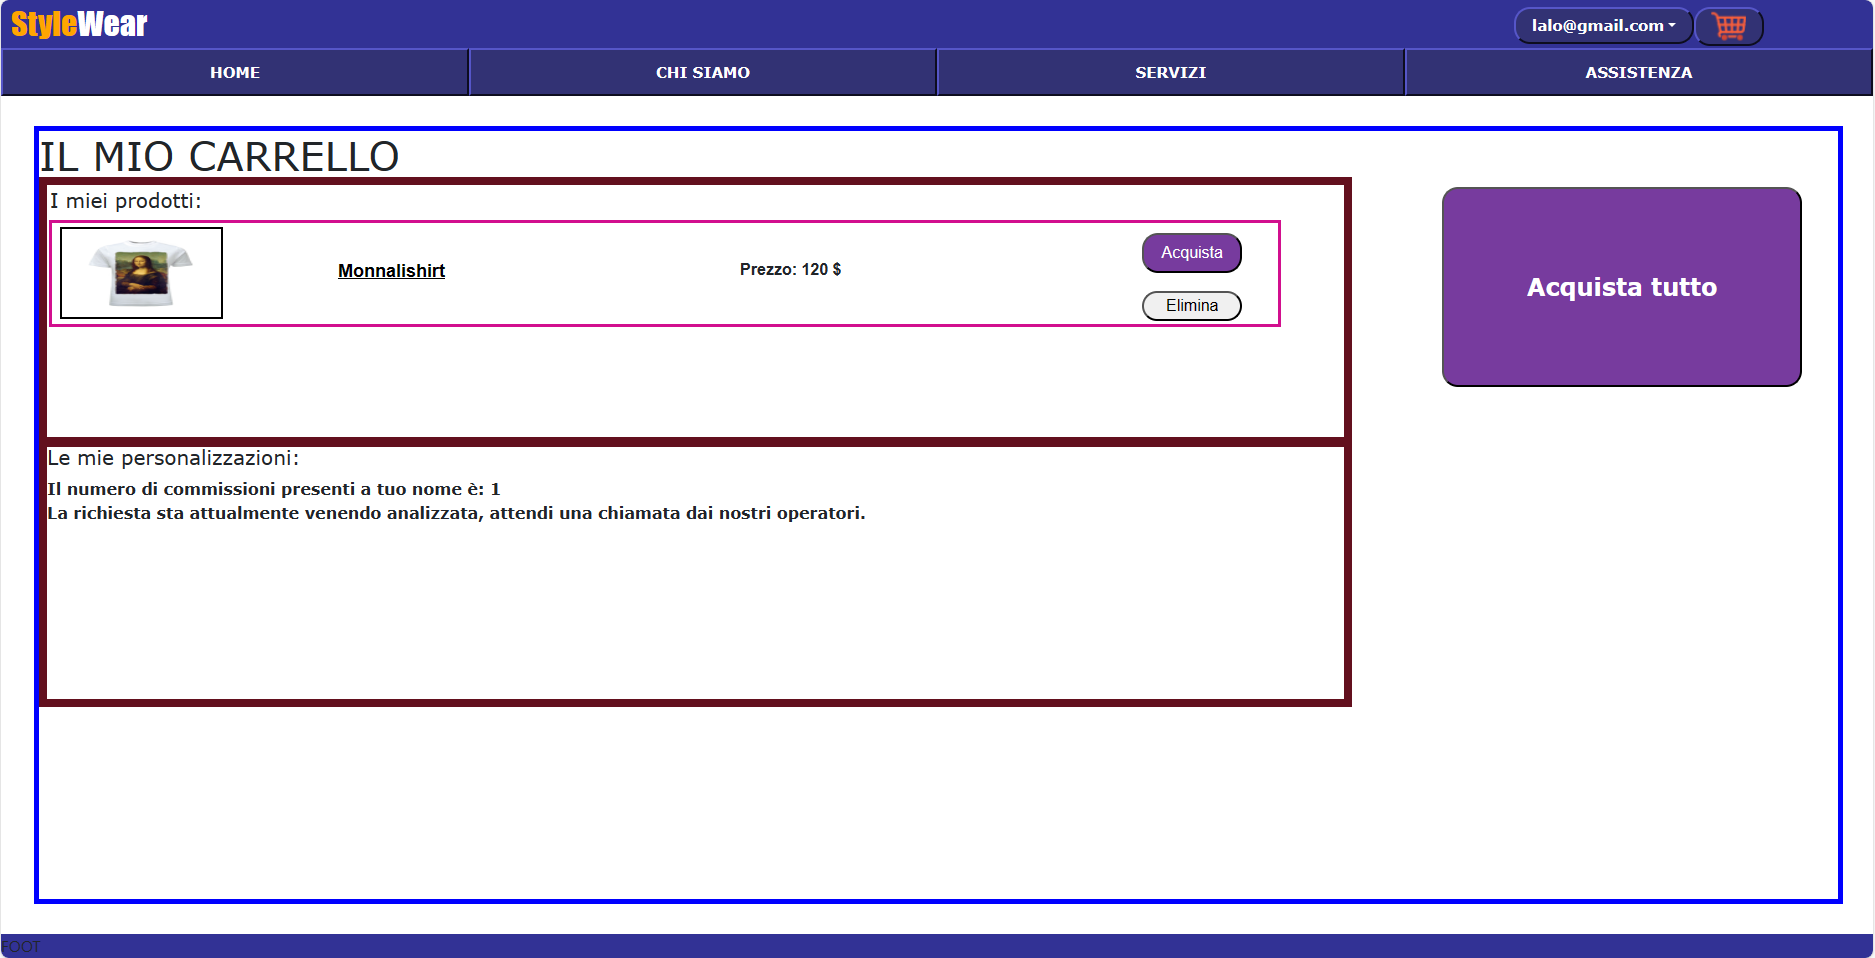 StyleWear
lalo@gmail.com
HOME
CHI SIAMO
SERVIZI
ASSISTENZA
IL MIO CARRELLO
I miei prodotti:
Monnalishirt
Prezzo: 120 $
Acquista
Elimina
Acquista tutto
Le mie personalizzazioni:
Il numero di commissioni presenti a tuo nome è: 1
La richiesta sta attualmente venendo analizzata, attendi una chiamata dai nostri operatori.
FOOT